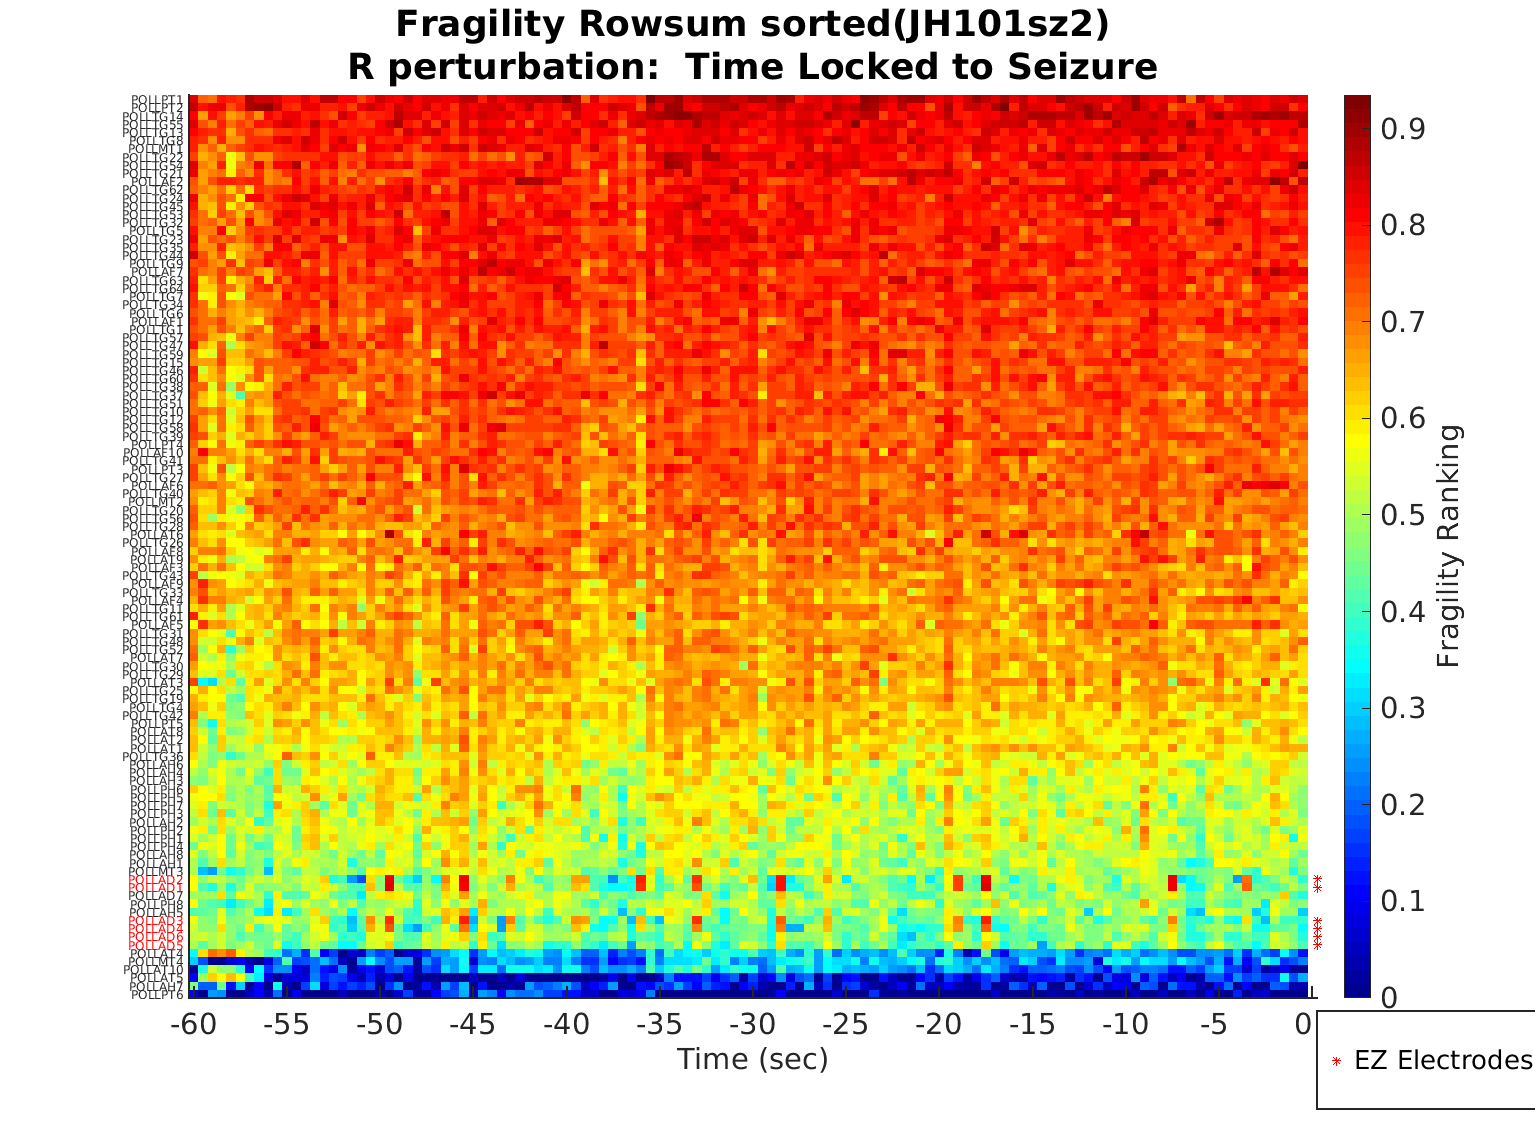 Fragility Rowsum sorted(JH101sz2)
R perturbation:  Time Locked to Seizure
POLLPT1
POLLPT2
POLLTG14
POLLTG55
POLLTG13
POLLTG8
POLLMT1
POLLTG22
POLLTG54
POLLTG21
POLLAF2
POLLTG62
POLLTG24
POLLTG45
POLLTG53
POLLTG32
POLLTG5
POLLTG23
POLLTG35
POLLTG44
POLLTG9
POLLAF7
POLLTG63
POLLTG64
POLLTG7
POLLTG34
POLLTG6
POLLAF1
POLLTG1
POLLTG57
POLLTG47
POLLTG59
POLLTG15
POLLTG46
POLLTG60
POLLTG38
POLLTG37
POLLTG51
POLLTG10
POLLTG12
POLLTG58
POLLTG39
POLLPT4
POLLAF10
POLLTG41
POLLPT3
POLLTG27
POLLAF6
POLLTG40
POLLMT2
POLLTG20
POLLTG56
POLLTG28
POLLAT6
POLLTG26
POLLAF8
POLLAT9
POLLAF3
POLLTG43
POLLAF9
POLLTG33
POLLAF4
POLLTG11
POLLTG61
POLLAF5
POLLTG31
POLLTG48
POLLTG52
POLLAT7
POLLTG30
POLLTG29
POLLAT3
POLLTG25
POLLTG19
POLLTG4
POLLTG42
POLLPT5
POLLAT8
POLLAT2
POLLAT1
POLLTG36
POLLAH6
POLLAH4
POLLAH3
POLLPH6
POLLPH5
POLLPH7
POLLPH3
POLLAH2
POLLPH2
POLLPH1
POLLPH4
POLLAH1
POLLAH8
POLLMT3
POLLAD2
POLLAD1
POLLAD7
POLLPH8
POLLAH5
POLLAD3
POLLAD4
POLLAD6
POLLAD5
POLLAT4
POLLMT4
POLLAT10
POLLAT5
POLLAH7
POLLPT6
-60 -55 -50 -45 -40 -35 -30 -25 -20 -15 -10 -5 0
Time (sec)
0.9
0.8
0.7
0.6
0.5
0.4
0.3
0.2
0.1
0
Fragility Ranking
EZ Electrodes